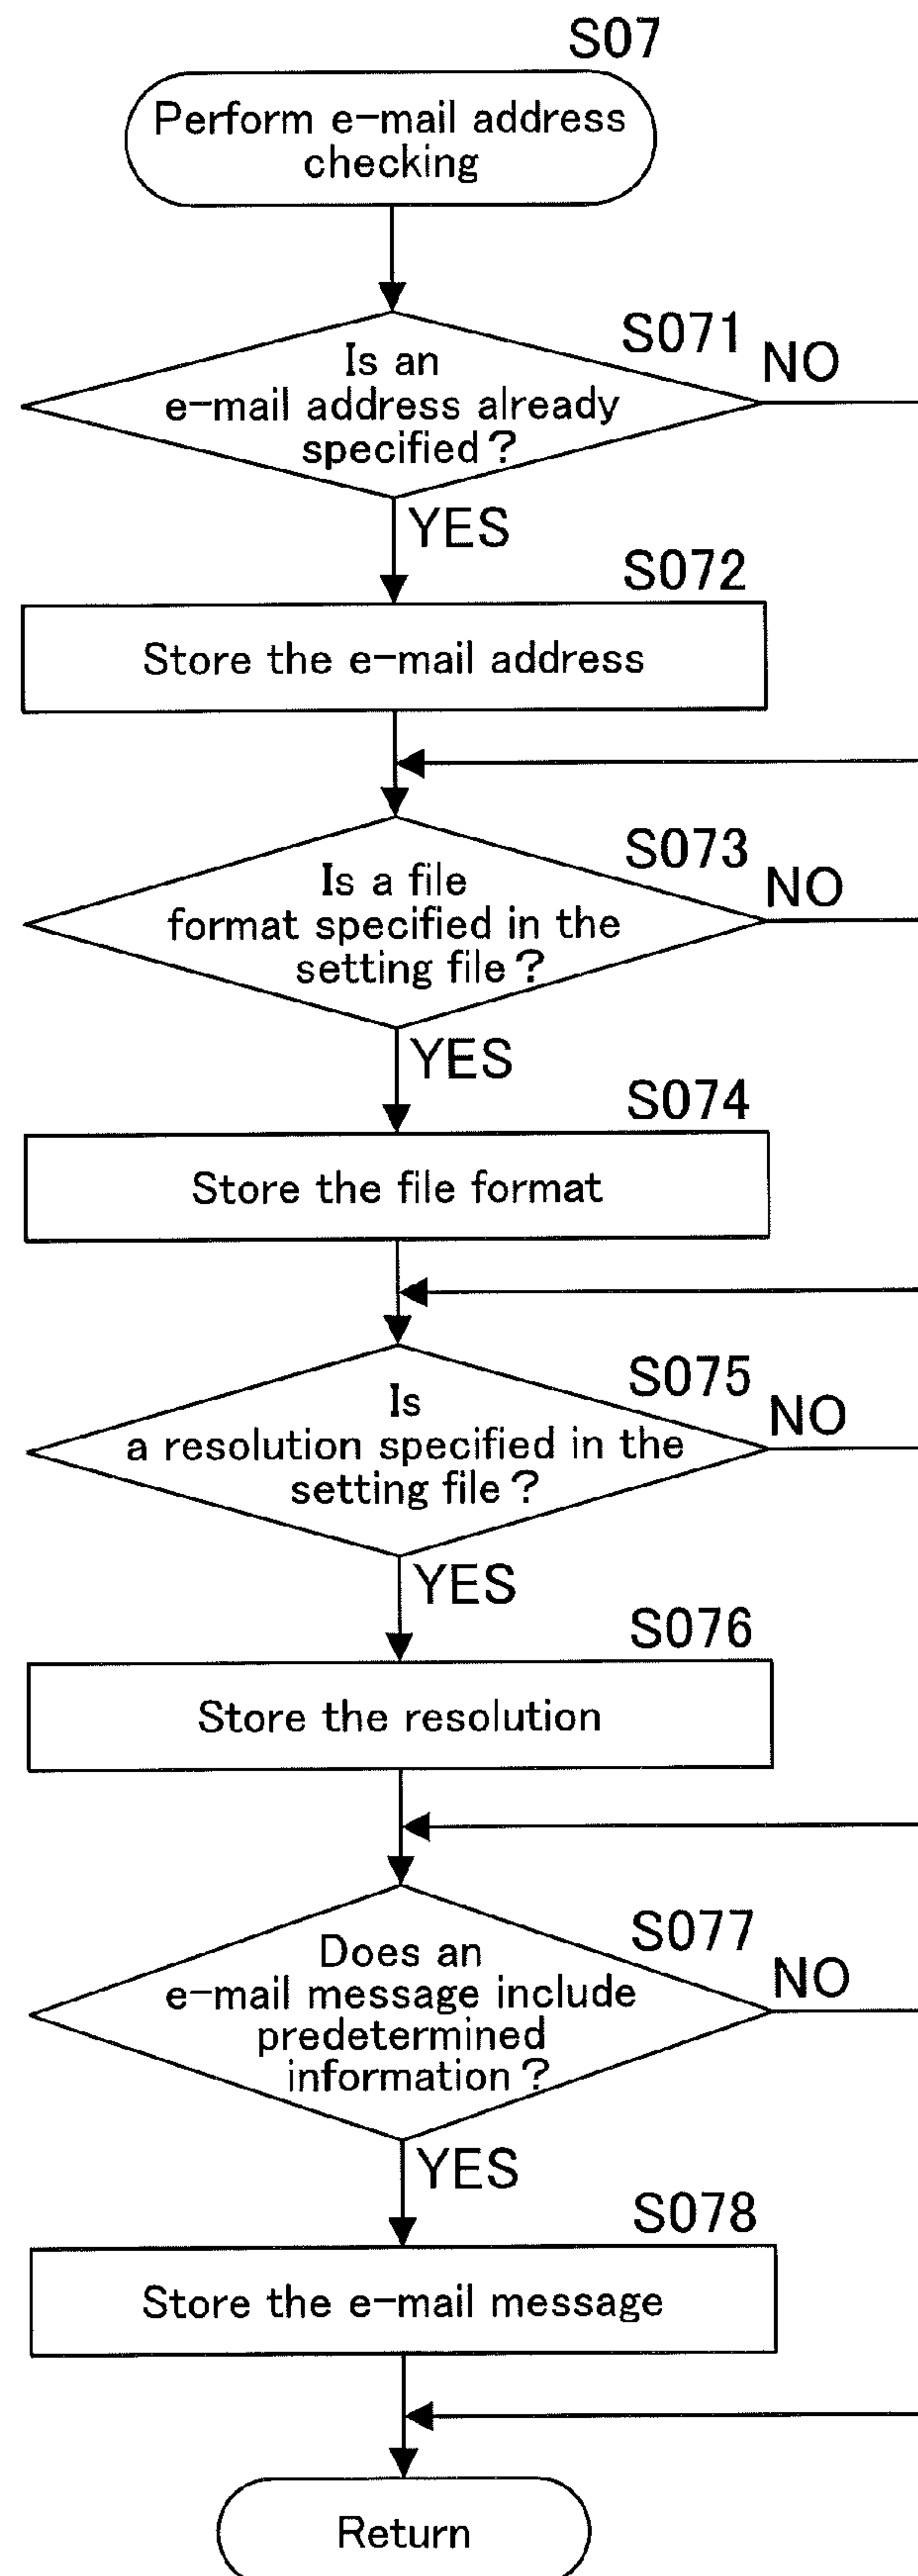 S07
Perform e-mail address
checking
S071
NO
Is an
e-mail address already
specified?
YES
S072
Store the e-mail address
S073
NO
Is a file
format specified in the
setting file?
YES
S074
Store the file format
S075
NO
Is
a resolution specified in the
setting file?
YES
S076
Store the resolution
S077
NO
Does an
e-mail message include
predetermined
information?
YES
S078
Store the e-mail message
Return